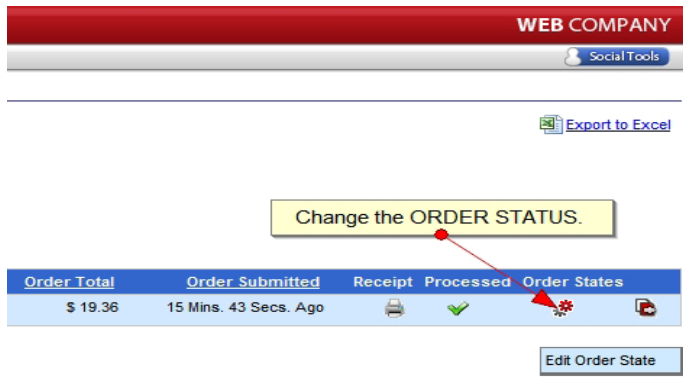 WEB COMPANY
Social Tools
Export to Excel
Change the ORDER STATUS.
Order Total Order Submitted Receipt Processed Order States
$ 19.36 15 Mins. 43 Secs. Ago
Edit Order State